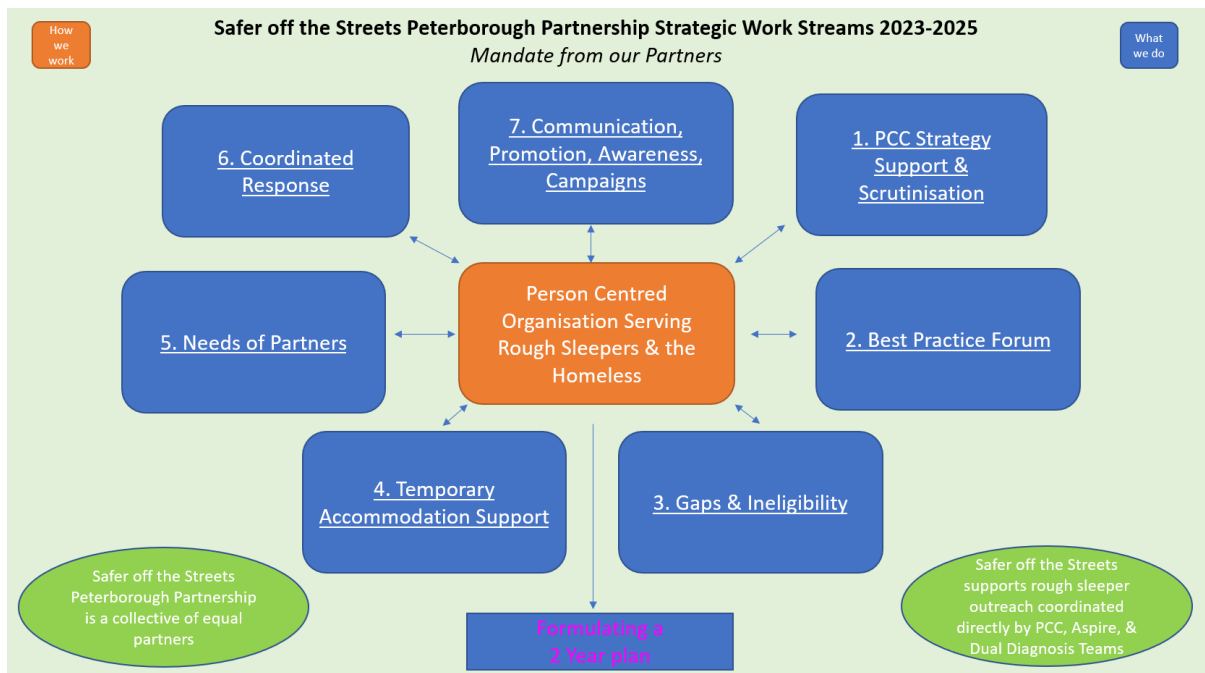 Safer off the Streets Peterborough Partnership Strategic Work Streams 2023-2025
Mandate from our Partners
How
we
work
What
we do
7. Communication,
Promotion, Awareness,
Campaigns
1. PCC Strategy
Support &
Scrutinisation
2. Best Practice Forum
3. Gaps & Ineligibility
4. Temporary
Accommodation Support
5. Needs of Partners
6. Coordinated
Response
Person Centred
Organisation Serving
Rough Sleepers & the
Homeless
Formulating a
2 Year plan
Safer off the Streets
Peterborough Partnership
is a collective of equal
partners
Safer off the Streets
supports rough sleeper
outreach coordinated
directly by PCC, Aspire, &
Dual Diagnosis Teams